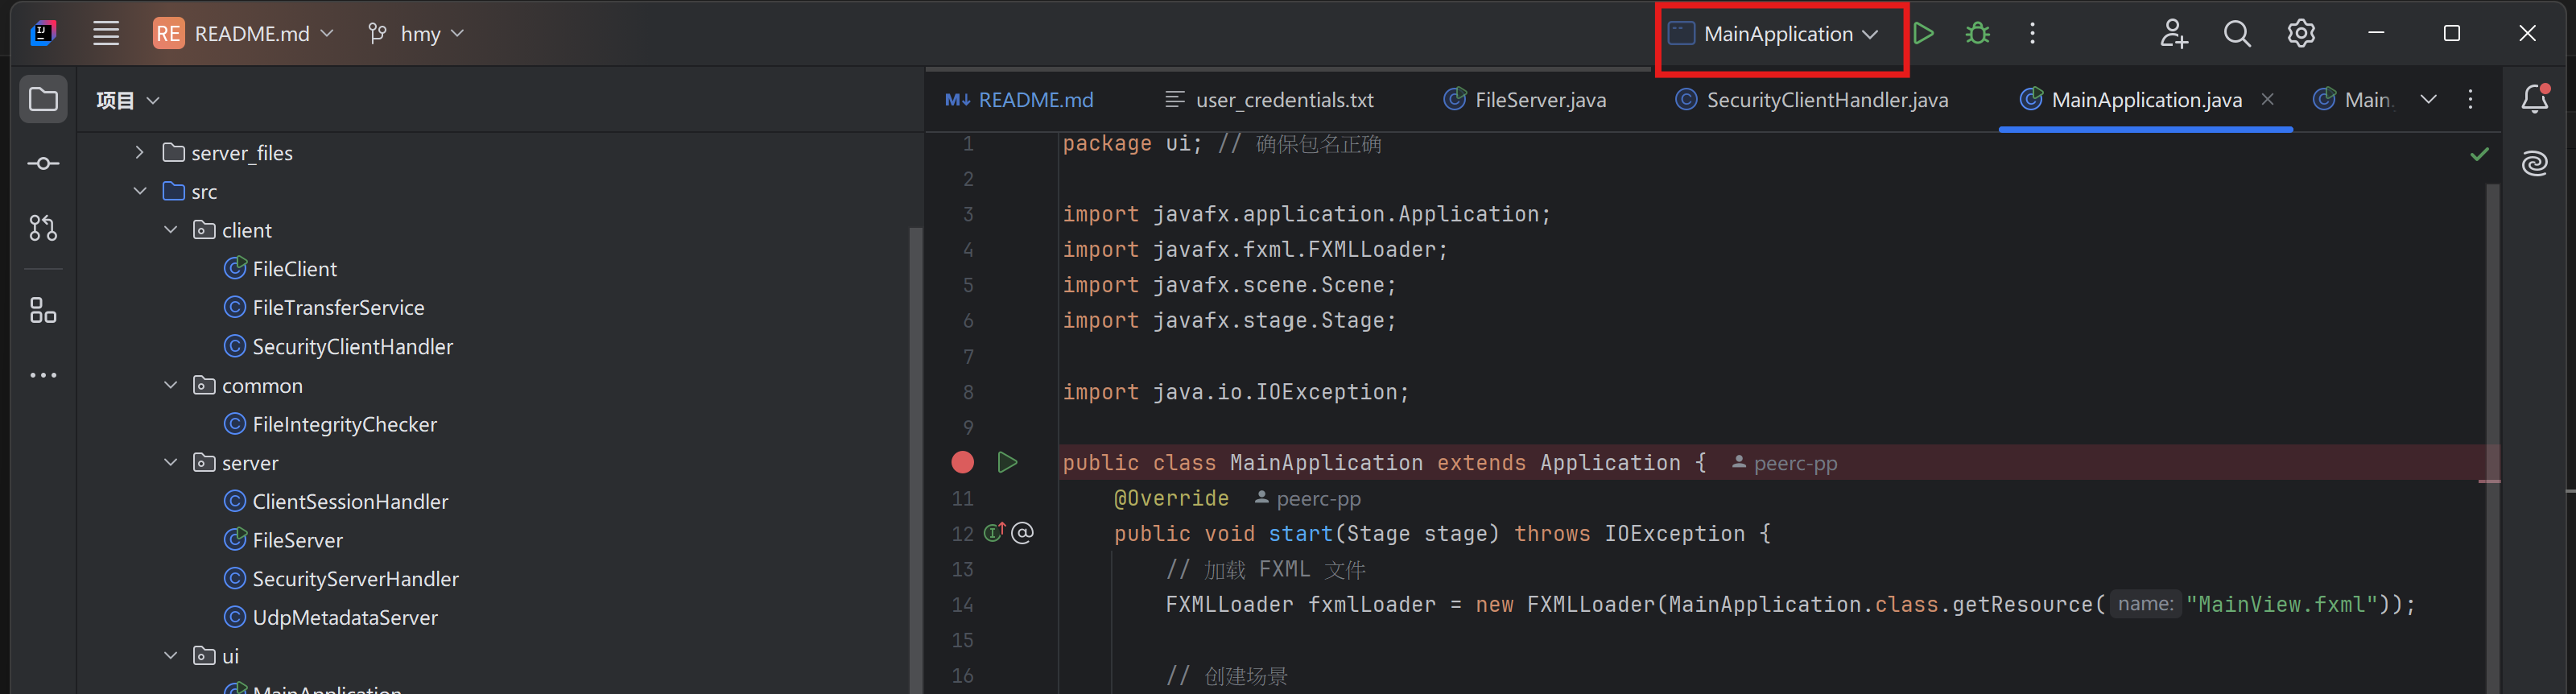 RE README.md hmy MainApplication
项目
server_files
src
client
FileClient
FileTransferService
SecurityClientHandler
common
FileIntegrityChecker
server
ClientSessionHandler
FileServer
SecurityServerHandler
UdpMetadataServer
ui
MainApplication
M↓ README.md user_credentials.txt FileServer.java SecurityClientHandler.java MainApplication.java Main.
1 package ui; // 确保包名正确
2
3 import javafx.application.Application;
4 import javafx.fxml.FXMLLoader;
5 import javafx.scene.Scene;
6 import javafx.stage.Stage;
7
8 import java.io.IOException;
9
public class MainApplication extends Application { peerc-pp
11 @Override peerc-pp
12 public void start(Stage stage) throws IOException {
13 // 加载 FXML 文件
14 FXMLLoader fxmlLoader = new FXMLLoader(MainApplication.class.getResource( name: "MainView.fxml"));
15
16 // 创建场景